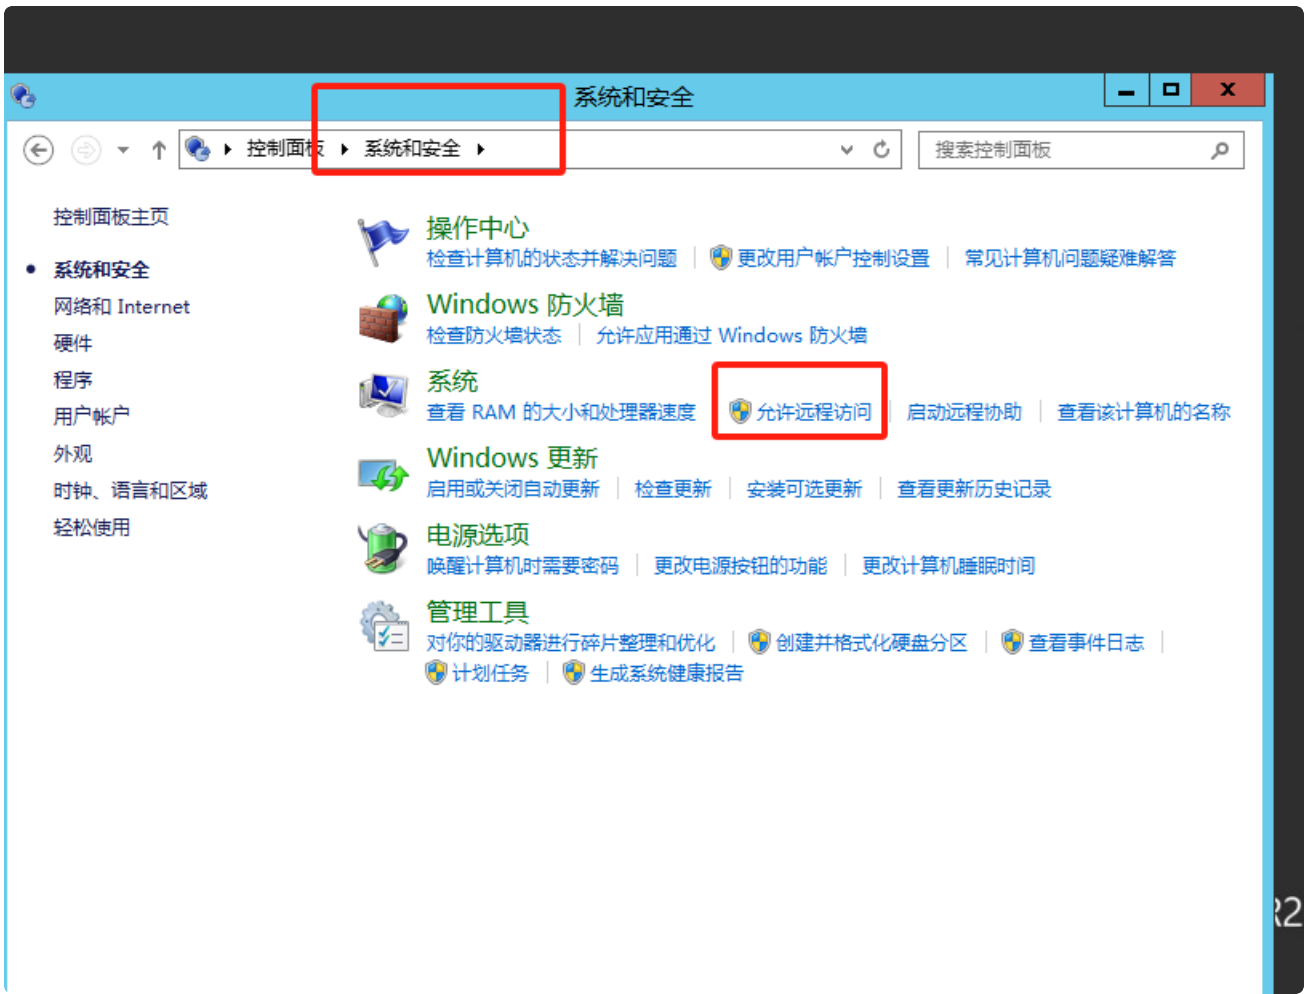 系统和安全
控制面板 系统和安全
搜索控制面板
控制面板主页
系统和安全
网络和 Internet
硬件
程序
用户帐户
外观
时钟、语言和区域
轻松使用
操作中心
检查计算机的状态并解决问题 更改用户帐户控制设置 常见计算机问题疑难解答
Windows 防火墙
检查防火墙状态 允许应用通过 Windows 防火墙
系统
查看 RAM 的大小和处理器速度 允许远程访问 启动远程协助 查看该计算机的名称
Windows 更新
启用或关闭自动更新 检查更新 安装可选更新 查看更新历史记录
电源选项
唤醒计算机时需要密码 更改电源按钮的功能 更改计算机睡眠时间
管理工具
对你的驱动器进行碎片整理和优化 创建并格式化硬盘分区 查看事件日志
计划任务 生成系统健康报告
R2